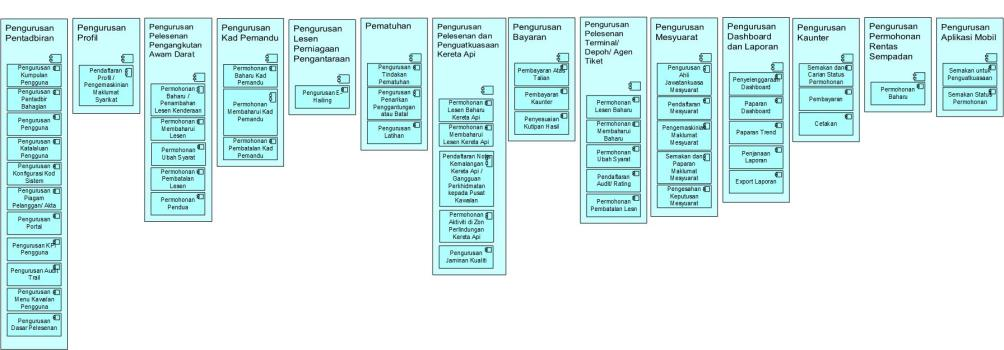 Pengurusan
Pentadbiran
Pengurusan
Kumpulan
Pengguna
Pengurusan
Pentadbir
Bahagian
Pengurusan
Pengguna
Pengurusan
Katalaluan
Pengguna
Pengurusan
Konfigurasi Kod
Sistem
Pengurusan
Piagam
Pelanggan/ Akta
Pengurusan
Portal
Pengurusan KPI
Pengguna
Pengurusan Audit
Trail
Pengurusan
Menu Kawalan
Pengguna
Pengurusan
Dasar Pelesenan
Pengurusan
Profil
Pendaftaran
Profil /
Pengemaskinian
Maklumat
Syarikat
Pengurusan
Pelesenan
Pengangkutan
Awam Darat
Permohonan
Baharu /
Penambahan
Lesen Kenderaan
Permohonan
Membaharui
Lesen
Permohonan
Ubah Syarat
Permohonan
Pembatalan
Lesen
Permohonan
Pendua
Pengurusan
Kad Pemandu
Permohonan
Baharu Kad
Pemandu
Permohonan
Membaharui Kad
Pemandu
Permohonan
Pembatalan Kad
Pemandu
Pengurusan
Lesen
Perniagaan
Pengantaraan
Pengurusan E
Hailing
Pematuhan
Pengurusan
Tindakan
Pematuhan
Pengurusan
Penarikan
Penggantungan
atau Batal
Pengurusan
Latihan
Pengurusan
Pelesenan dan
Penguatkuasaan
Kereta Api
Permohonan
Lesen Baharu
Kereta Api
Permohonan
Membaharui
Lesen Kereta Api
Pendaftaran Notis
Kemalangan
Kereta Api /
Gangguan
Perkhidmatan
kepada Pusat
Kawalan
Permohonan
Aktiviti di Zon
Perlindungan
Kereta Api
Pengurusan
Jaminan Kualiti
Pengurusan
Bayaran
Pembayaran Atas
Talian
Pembayaran
Kaunter
Penyesuaian
Kutipan Hasil
Pengurusan
Pelesenan
Terminal/
Depoh/ Agen
Tiket
Permohonan
Lesen Baharu
Permohonan
Membaharui
Baharu
Permohonan
Ubah Syarat
Pendaftaran
Audit/ Rating
Permohonan
Pembatalan Lesn
Pengurusan
Mesyuarat
Pengurusan
Ahli
Jawatankuasa
Mesyuarat
Pendaftaran
Mesyuarat
Pengemaskinian
Maklumat
Mesyuarat
Semakan dan
Paparan
Maklumat
Mesyuarat
Pengesahan
Keputusan
Mesyuarat
Pengurusan
Dashboard
dan Laporan
Penyelenggaraan
Dashboard
Paparan
Dashboard
Paparan Trend
Penjanaan
Laporan
Export Laporan
Pengurusan
Kaunter
Semakan dan
Carian Status
Permohonan
Pembayaran
Cetakan
Pengurusan
Permohonan
Rentas
Sempadan
Permohonan
Baharu
Pengurusan
Aplikasi Mobil
Semakan untuk
Penguatkuasaan
Semakan Status
Permohonan